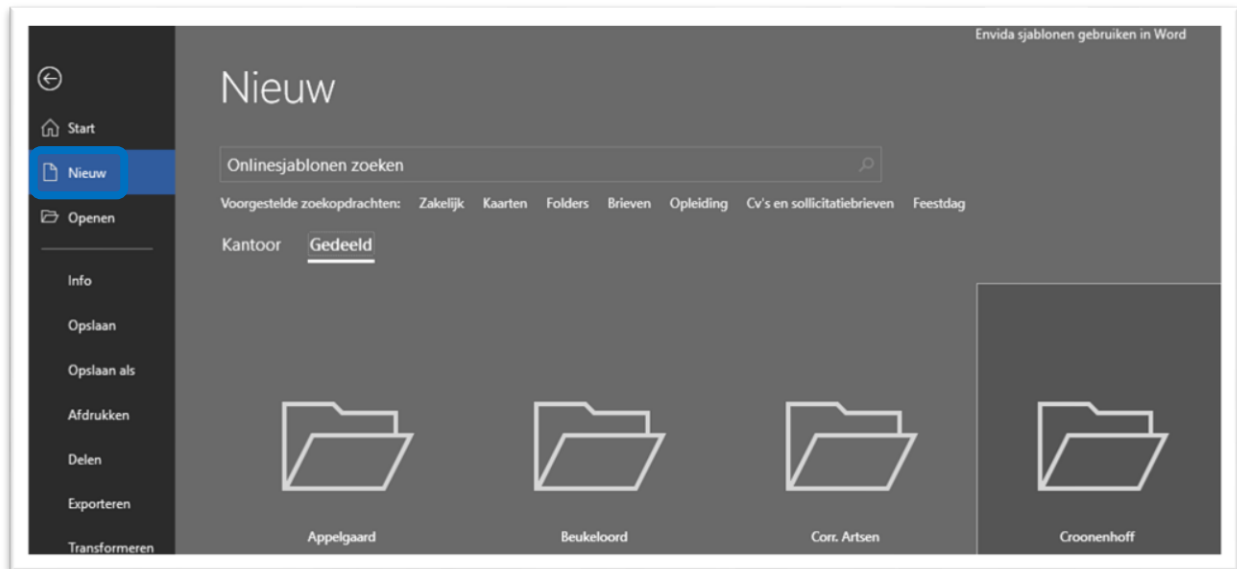 Envida sjablonen gebruiken in Word
Nieuw
Start
Nieuw
Openen
Info
Opslaan
Opslaan als
Afdrukken
Delen
Exporteren
Transformeren
Onlinesjablonen zoeken
Voorgestelde zoekopdrachten: Zakelijk Kaarten Folders Brieven Opleiding Cv's en sollicitatiebrieven Feestdag
Kantoor Gedeeld
Appelgaard Beukeloord Corr. Artsen Croonenhoff